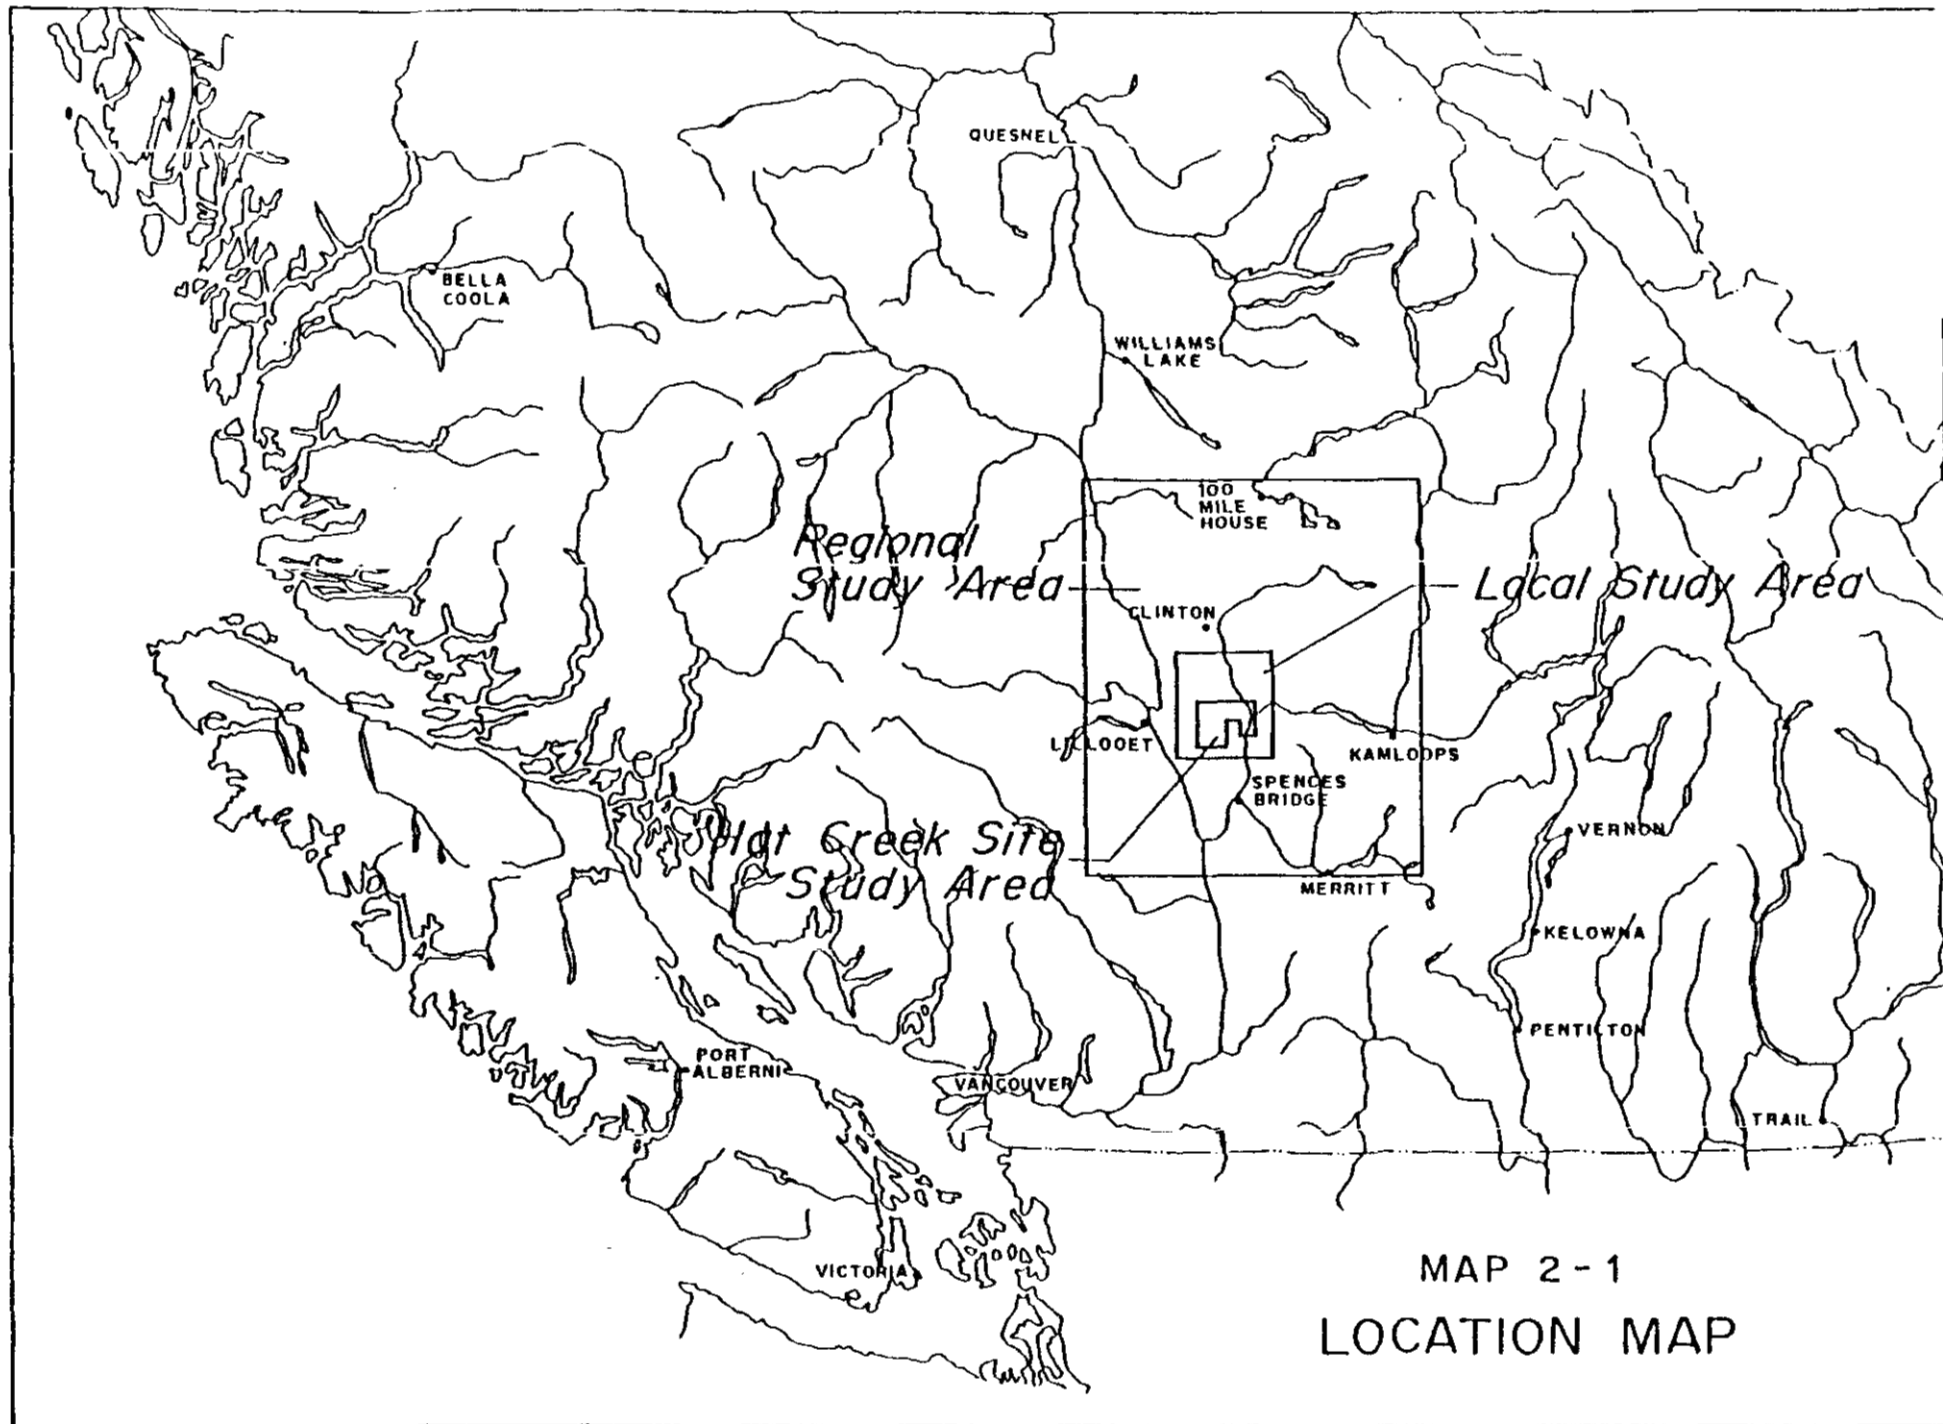 QUESNEL
BELLA
COOLA
WILLIAMS
LAKE
100
MILE
HOUSE
Regional
Study Area
Local Study Area
CLINTON
LILLOOET
KAMLOOPS
SPENCES
BRIDGE
Hat Creek Site
Study Area
VERNON
MERRITT
KELOWNA
PENTICTON
PORT
ALBERNI
VANCOUVER
TRAIL
VICTORIA
MAP 2-1
LOCATION MAP